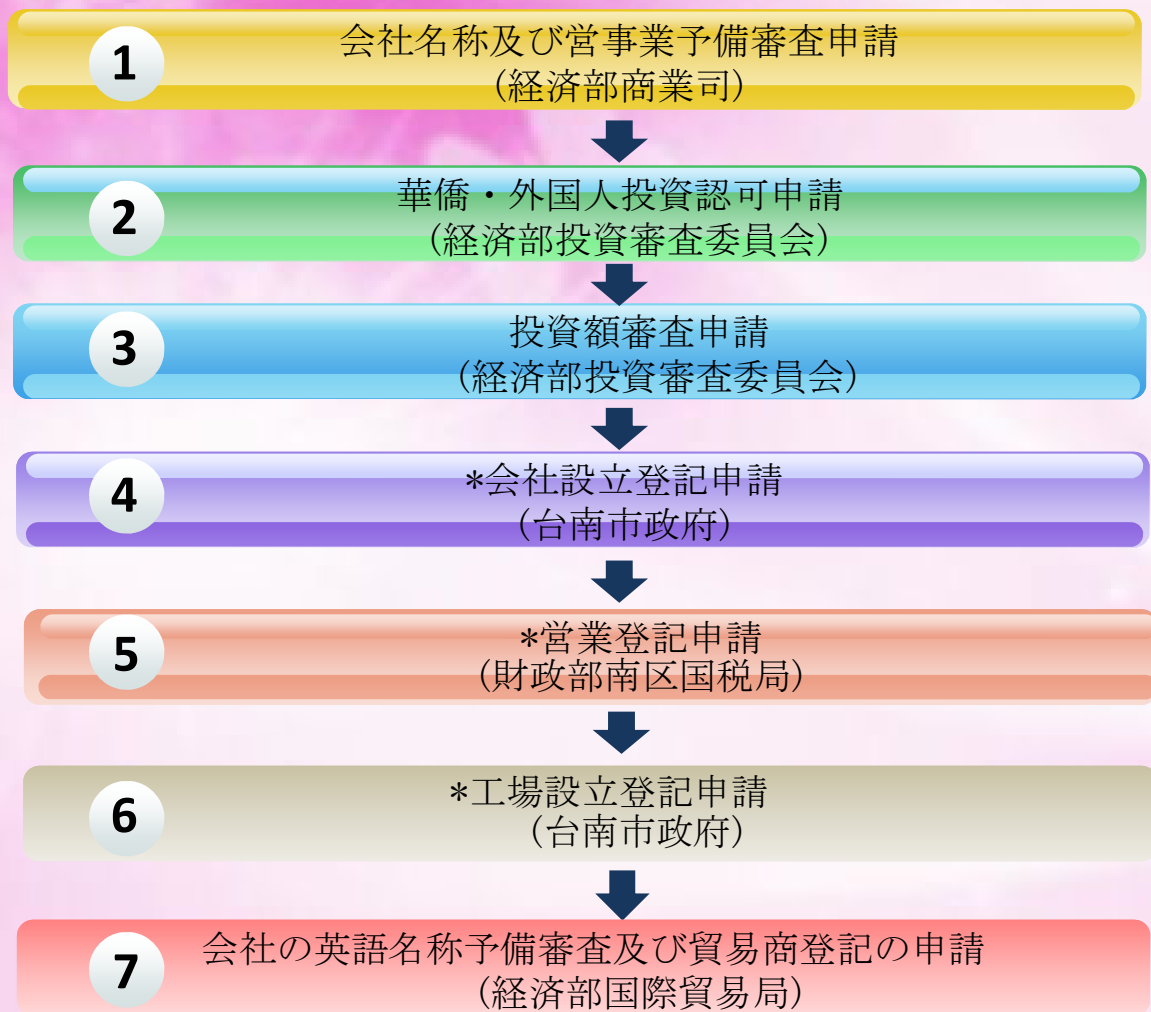 1
会社名称及び営事業予備審査申請
(経済部商業司)
2
華僑・外国人投資認可申請
(経済部投資審査委員会)
3
投資額審査申請
(経済部投資審査委員会)
4
*会社設立登記申請
(台南市政府)
5
*営業登記申請
(財政部南区国税局)
6
*工場設立登記申請
(台南市政府)
7
会社の英語名称予備審査及び貿易商登記の申請
(経済部国際貿易局)